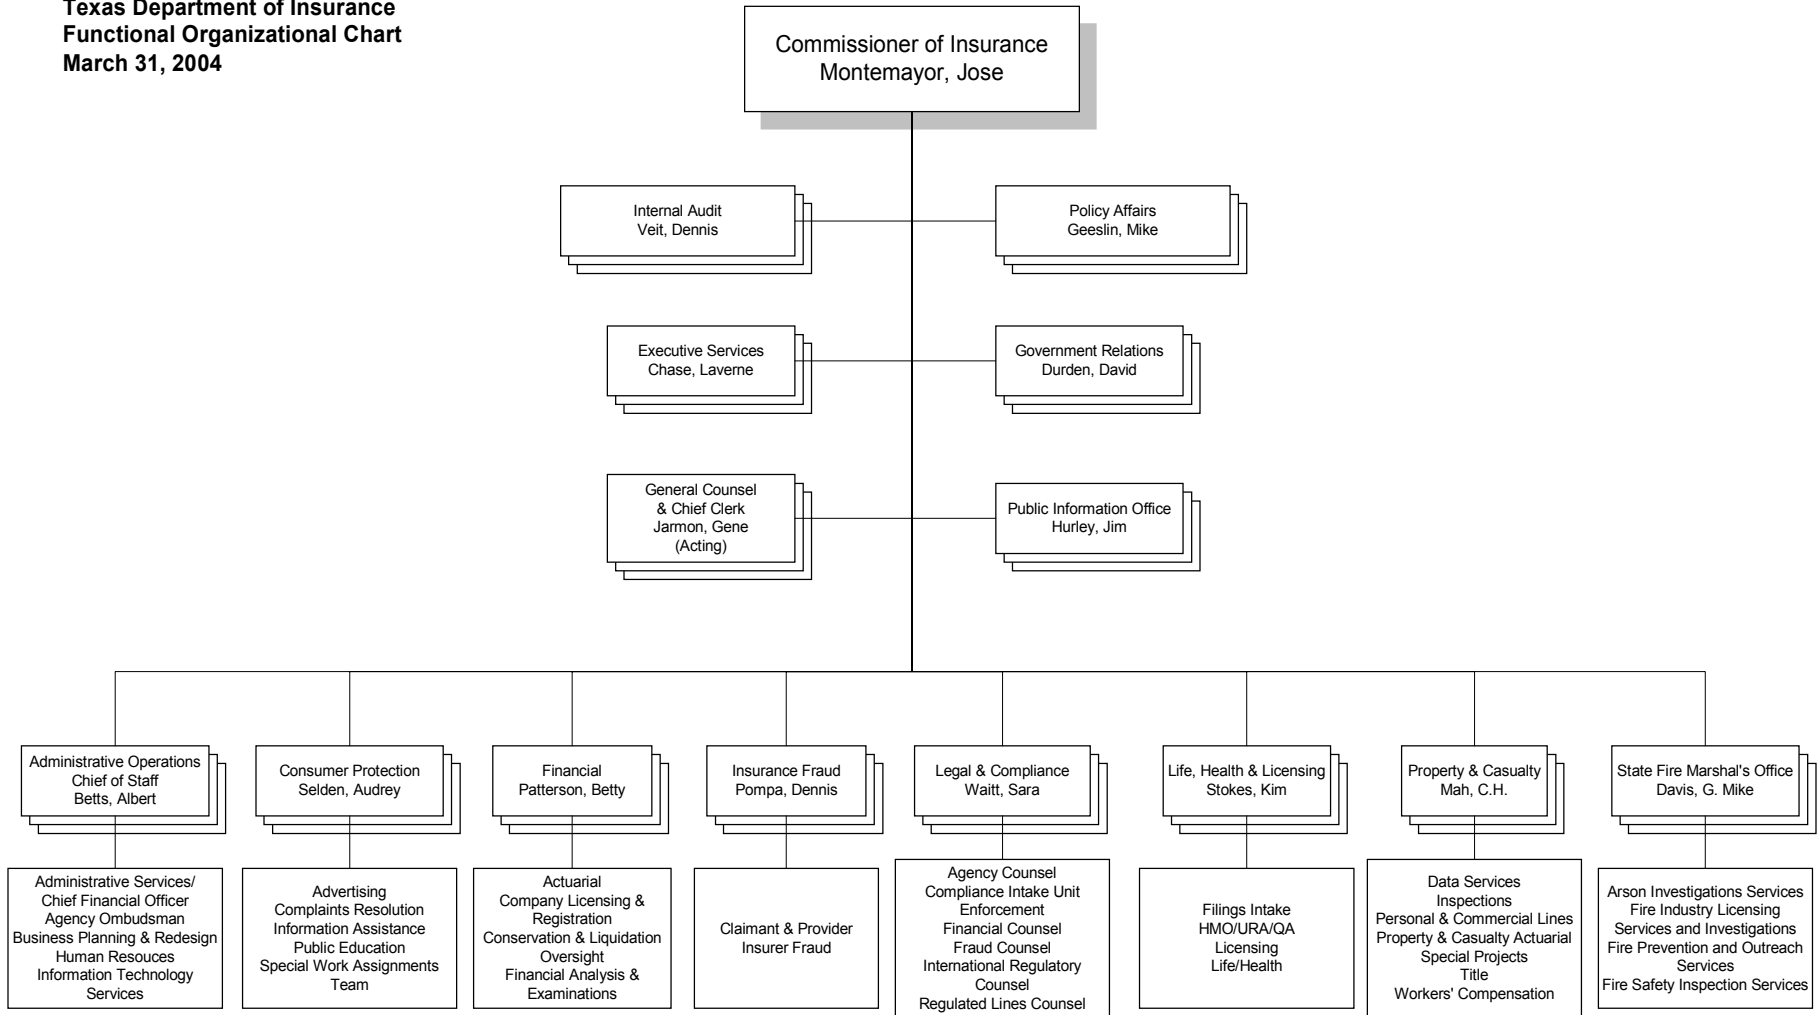 Texas Department of Insurance
Functional Organizational Chart
March 31, 2004
Commissioner of Insurance
Montemayor, Jose
Internal Audit
Veit, Dennis
Policy Affairs
Geeslin, Mike
Executive Services
Chase, Laverne
Government Relations
Durden, David
General Counsel
& Chief Clerk
Jarmon, Gene
(Acting)
Public Information Office
Hurley, Jim
Administrative Operations
Chief of Staff
Betts, Albert
Consumer Protection
Selden, Audrey
Financial
Patterson, Betty
Insurance Fraud
Pompa, Dennis
Legal & Compliance
Waitt, Sara
Life, Health & Licensing
Stokes, Kim
Property & Casualty
Mah, C.H.
State Fire Marshal's Office
Davis, G. Mike
Administrative Services/
Chief Financial Officer
Agency Ombudsman
Business Planning & Redesign
Human Resouces
Information Technology
Services
Advertising
Complaints Resolution
Information Assistance
Public Education
Special Work Assignments
Team
Actuarial
Company Licensing &
Registration
Conservation & Liquidation
Oversight
Financial Analysis &
Examinations
Claimant & Provider
Insurer Fraud
Agency Counsel
Compliance Intake Unit
Enforcement
Financial Counsel
Fraud Counsel
International Regulatory
Counsel
Regulated Lines Counsel
Filings Intake
HMO/URA/QA
Licensing
Life/Health
Data Services
Inspections
Personal & Commercial Lines
Property & Casualty Actuarial
Special Projects
Title
Workers' Compensation
Arson Investigations Services
Fire Industry Licensing
Services and Investigations
Fire Prevention and Outreach
Services
Fire Safety Inspection Services